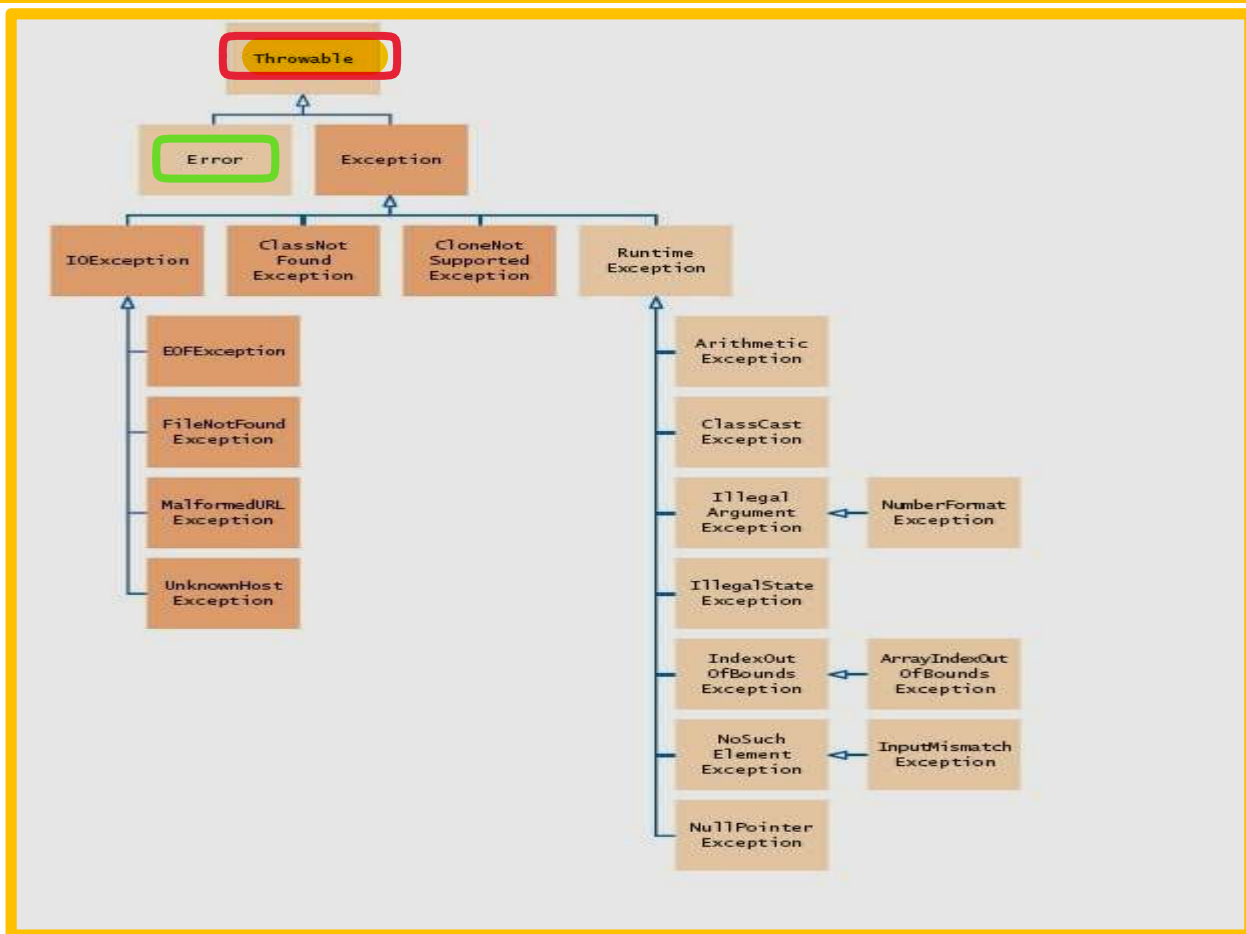 Throwable
Error
Exception
IOException
ClassNot
Found
Exception
CloneNot
Supported
Exception
Runtime
Exception
EOFException
FileNotFound
Exception
MalformedURL
Exception
UnknownHost
Exception
Arithmetic
Exception
ClassCast
Exception
Illegal
Argument
Exception
NumberFormat
Exception
IllegalState
Exception
IndexOut
OfBounds
Exception
ArrayIndexOut
OfBounds
Exception
NoSuch
Element
Exception
InputMismatch
Exception
NullPointer
Exception